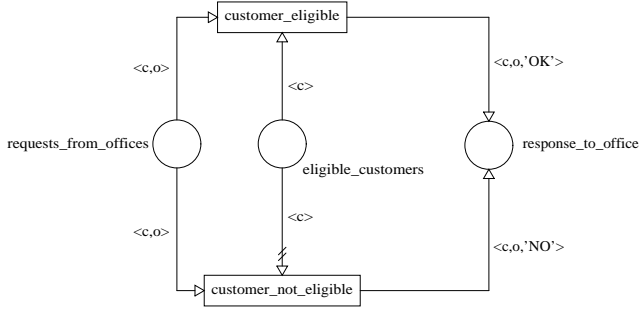 customer_eligible
<c,o>
<c,o,'OK'>
<c>
requests_from_offices
response_to_office
eligible_customers
<c>
<c,o>
<c,o,'NO'>
customer_not_eligible